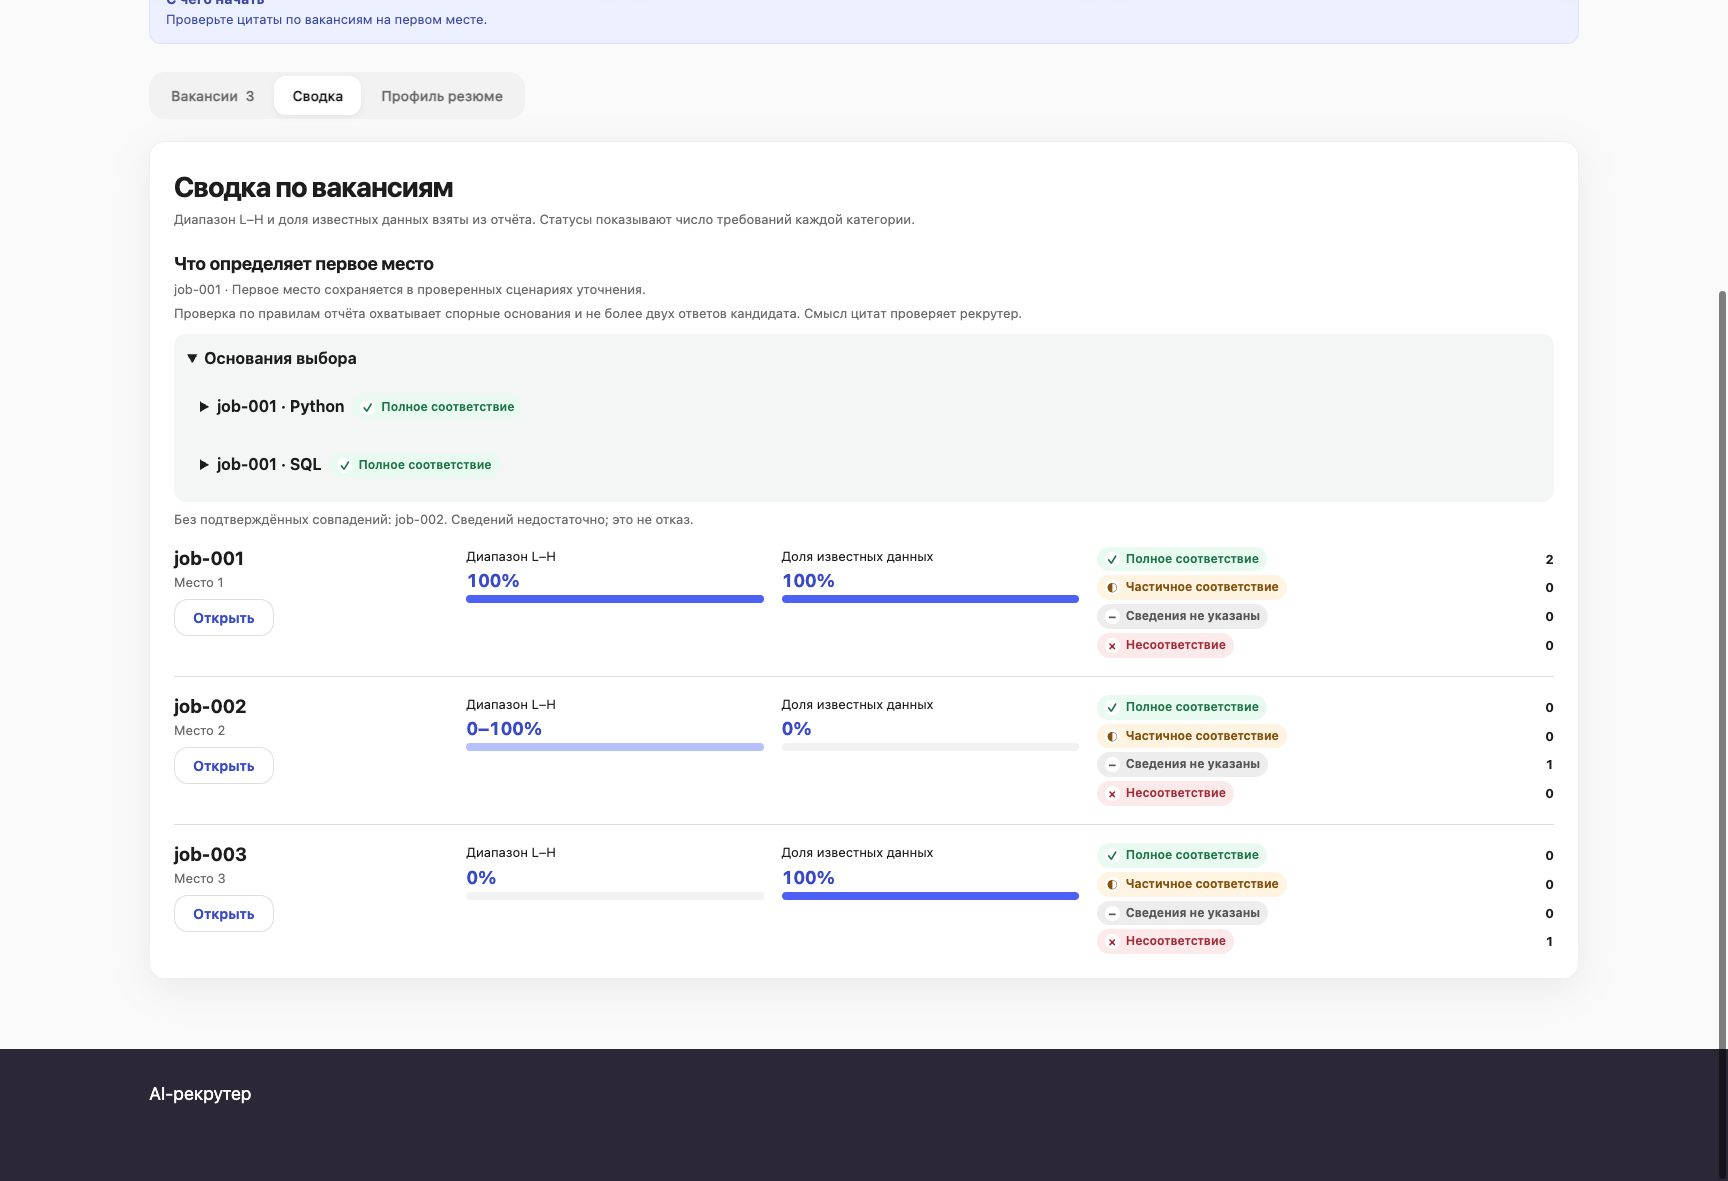 С чего начать
Проверьте цитаты по вакансиям на первом месте.
Вакансии 3
Сводка
Профиль резюме
Сводка по вакансиям
Диапазон L–H и доля известных данных взяты из отчёта. Статусы показывают число требований каждой категории.
Что определяет первое место
job-001 · Первое место сохраняется в проверенных сценариях уточнения.
Проверка по правилам отчёта охватывает спорные основания и не более двух ответов кандидата. Смысл цитат проверяет рекрутер.
Основания выбора
job-001 · Python Полное соответствие
job-001 · SQL Полное соответствие
Без подтверждённых совпадений: job-002. Сведений недостаточно; это не отказ.
job-001
Место 1
Открыть
Диапазон L–H
100%
Доля известных данных
100%
Полное соответствие 2
Частичное соответствие 0
Сведения не указаны 0
Несоответствие 0
job-002
Место 2
Открыть
Диапазон L–H
0–100%
Доля известных данных
0%
Полное соответствие 0
Частичное соответствие 0
Сведения не указаны 1
Несоответствие 0
job-003
Место 3
Открыть
Диапазон L–H
0%
Доля известных данных
100%
Полное соответствие 0
Частичное соответствие 0
Сведения не указаны 0
Несоответствие 1
AI-рекрутер